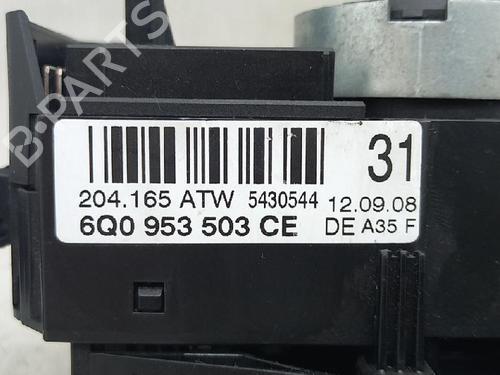 B-PARTS
31
204.165 ATW 5430544 12.09.08
6Q0 953 503 CE DE A35 F